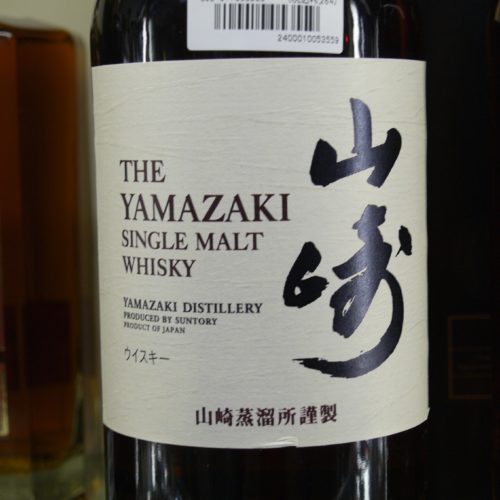 2400010053559
THE
YAMAZAKI
SINGLE MALT
WHISKY
YAMAZAKI DISTILLERY
PRODUCED BY SUNTORY
PRODUCT OF JAPAN
ウイスキー
山崎
山崎蒸溜所謹製